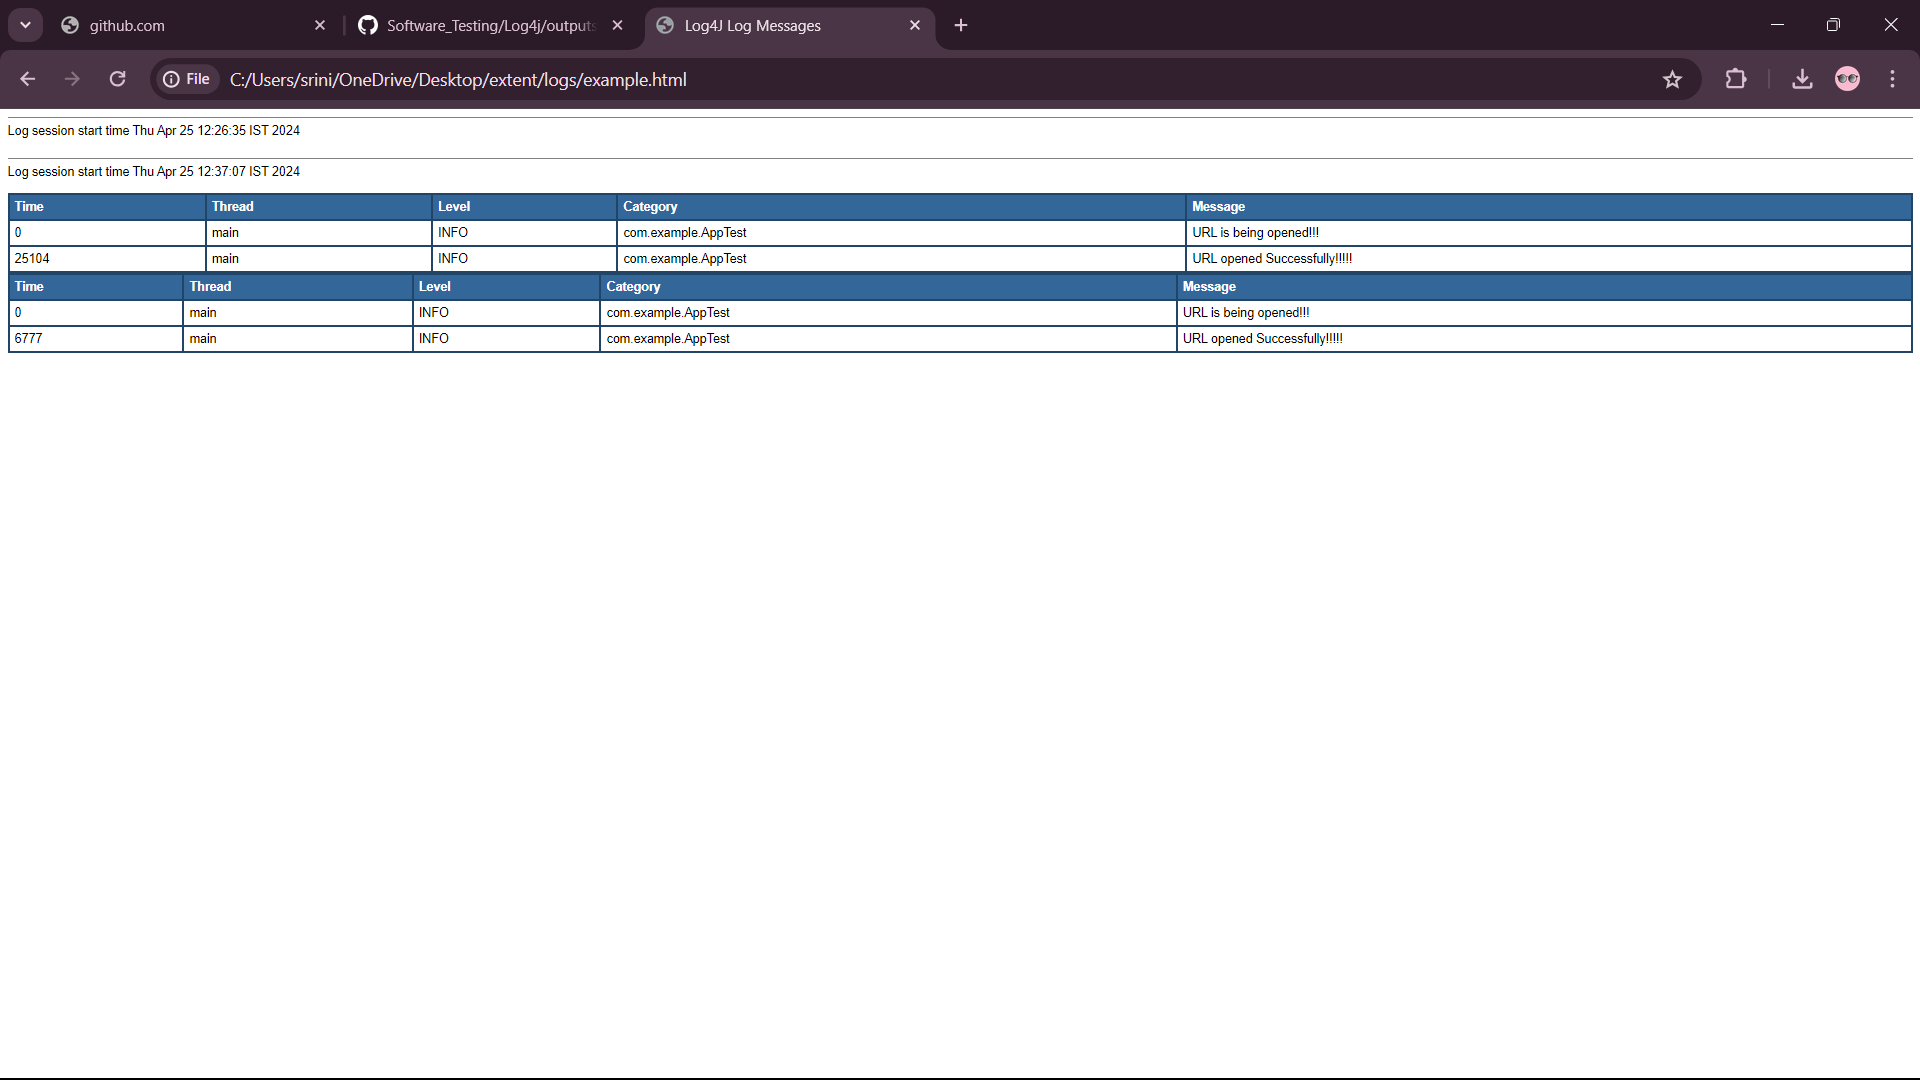 github.com
Software_Testing/Log4j/outputs
Log4J Log Messages
File C:/Users/srini/OneDrive/Desktop/extent/logs/example.html
Log session start time Thu Apr 25 12:26:35 IST 2024
Log session start time Thu Apr 25 12:37:07 IST 2024
Time Thread Level Category Message
0 main INFO com.example.AppTest URL is being opened!!!
25104 main INFO com.example.AppTest URL opened Successfully!!!!!
Time Thread Level Category Message
0 main INFO com.example.AppTest URL is being opened!!!
6777 main INFO com.example.AppTest URL opened Successfully!!!!!